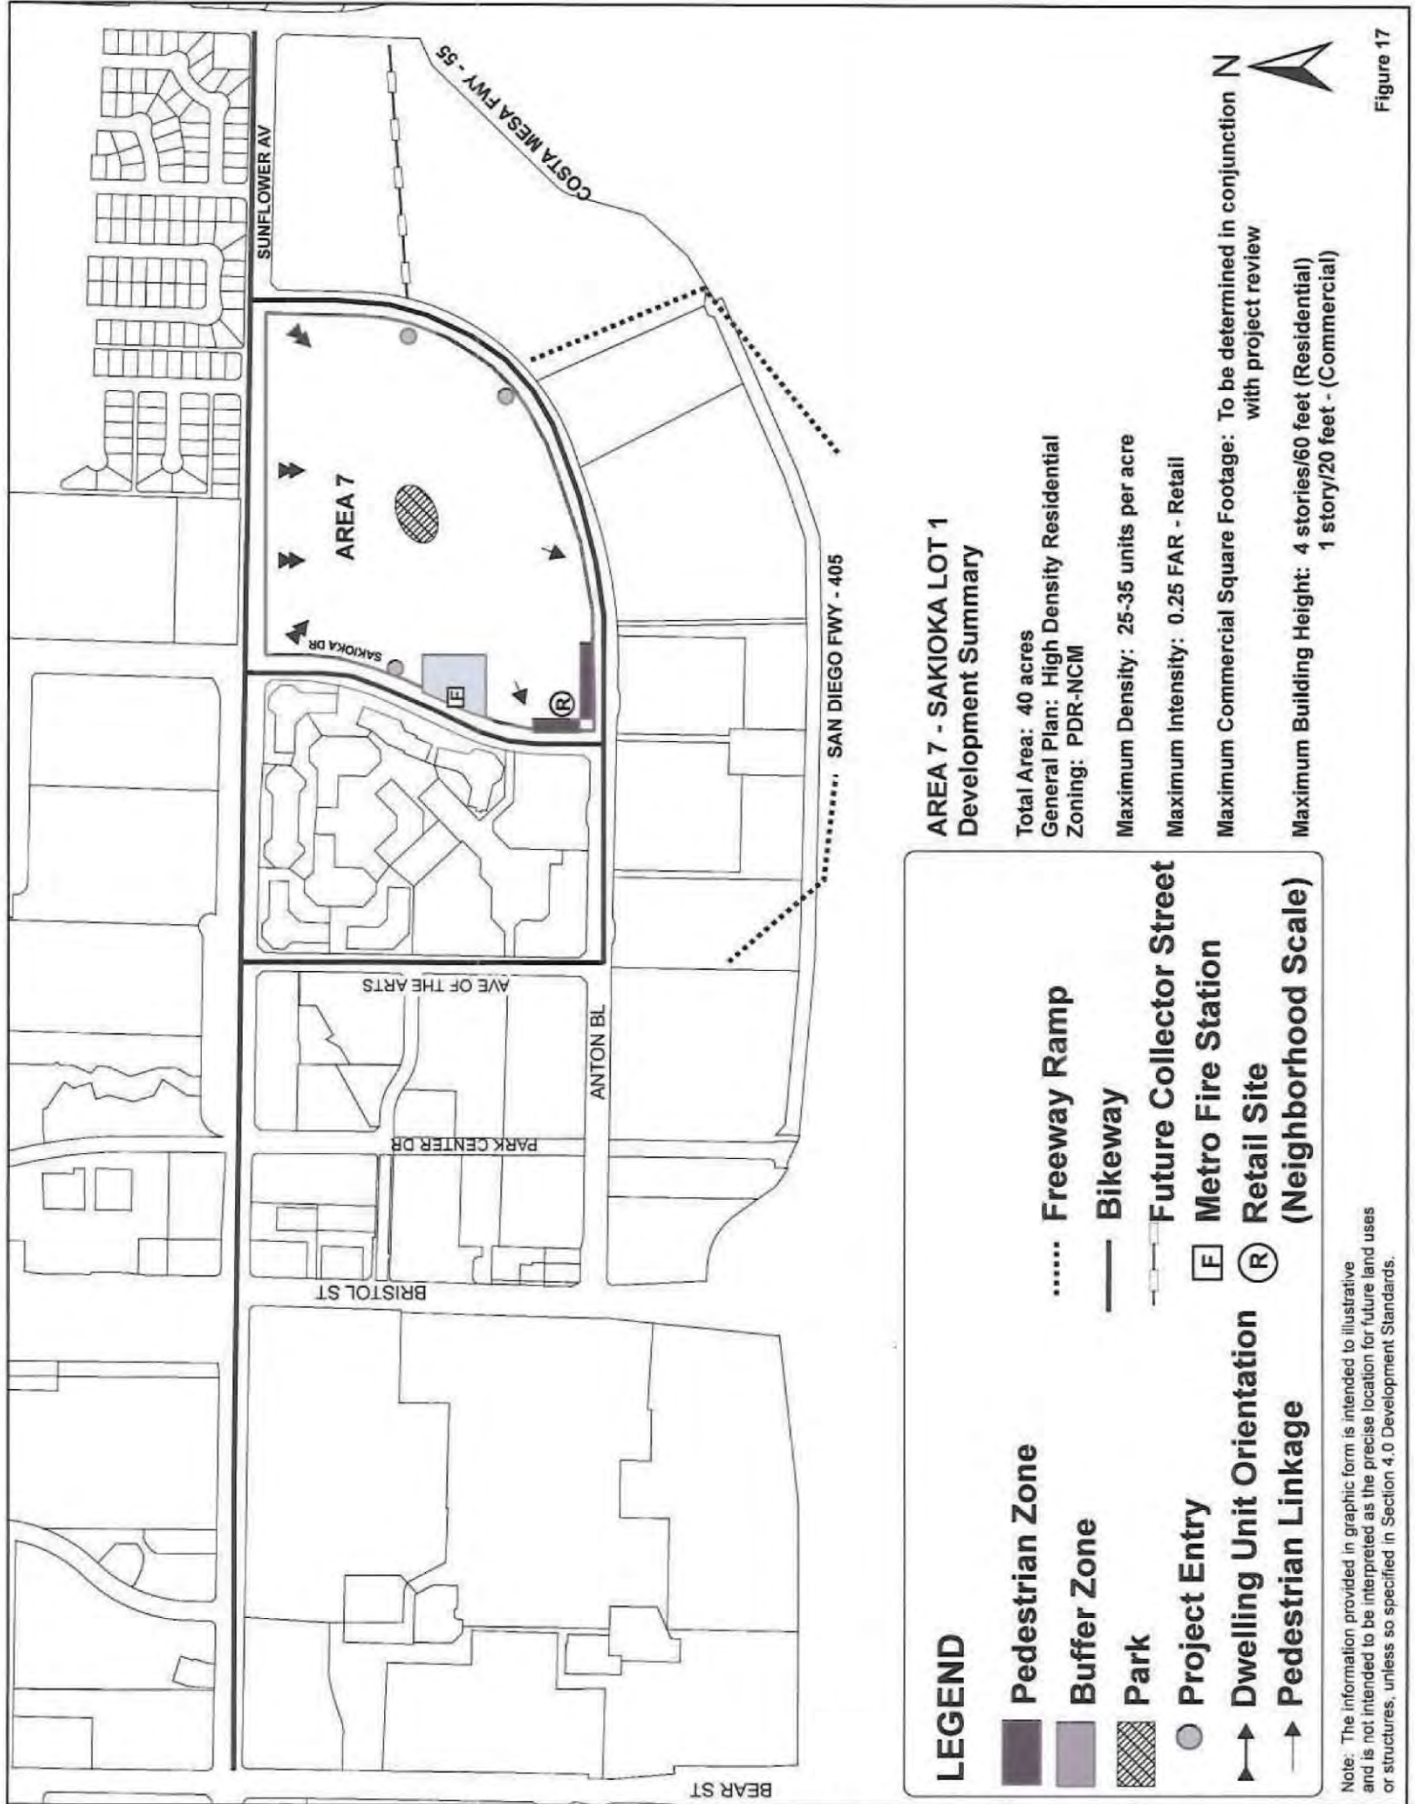 SUNFLOWER AV
COSTA MESA FWY - 55
AREA 7
SAKIOKA DR
F
R
SAN DIEGO FWY - 405
AVE OF THE ARTS
ANTON BL
PARK CENTER DR
BRISTOL ST
BEAR ST
N
LEGEND
Pedestrian Zone
Buffer Zone
Park
Project Entry
Dwelling Unit Orientation
Pedestrian Linkage
Freeway Ramp
Bikeway
Future Collector Street
F Metro Fire Station
R Retail Site
(Neighborhood Scale)
AREA 7 - SAKIOKA LOT 1
Development Summary
Total Area: 40 acres
General Plan: High Density Residential
Zoning: PDR-NCM
Maximum Density: 25-35 units per acre
Maximum Intensity: 0.25 FAR - Retail
Maximum Commercial Square Footage: To be determined in conjunction
with project review
Maximum Building Height: 4 stories/60 feet (Residential)
1 story/20 feet - (Commercial)
Note: The information provided in graphic form is intended to illustrative
and is not intended to be interpreted as the precise location for future land uses
or structures, unless so specified in Section 4.0 Development Standards.
Figure 17